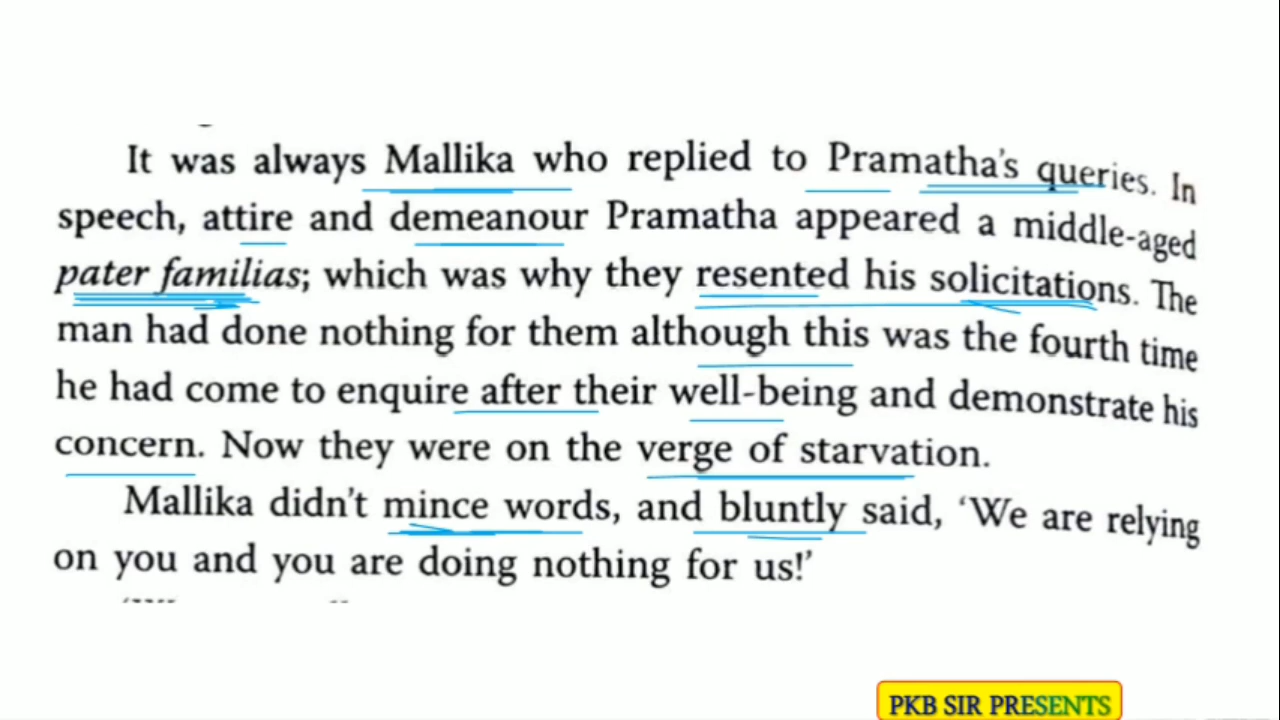 It was always Mallika who replied to Pramatha's queries. In
speech, attire and demeanour Pramatha appeared a middle-aged
pater familias; which was why they resented his solicitations. The
man had done nothing for them although this was the fourth time
he had come to enquire after their well-being and demonstrate his
concern. Now they were on the verge of starvation.
Mallika didn't mince words, and bluntly said, 'We are relying
on you and you are doing nothing for us!'
PKB SIR PRESENTS